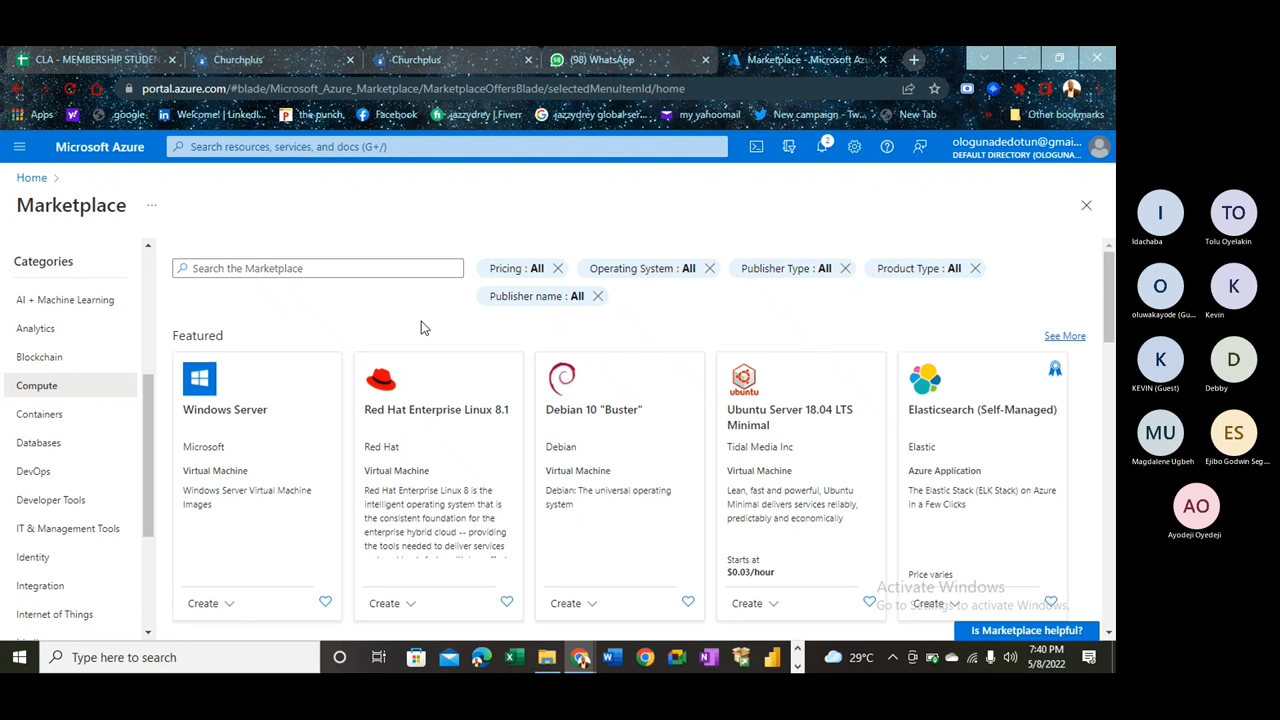 CLA - MEMBERSHIP STUDEN
Churchplus
Churchplus
(98) WhatsApp
Marketplace - Microsoft Azu
portal.azure.com/#blade/Microsoft_Azure_Marketplace/MarketplaceOffersBlade/selectedMenuItemId/home
Apps
.google
Welcome! | LinkedI...
the punch,
Facebook
jazzydrey |.Fiverr
jazzydrey global-ser...
my yahoomail
New campaign - Tw...
New Tab
Other bookmarks
Microsoft Azure
Search resources, services, and docs (G+/)
2
ologunadedotun@gmai...
DEFAULT DIRECTORY (OLOGUNA...
Home
Marketplace
...
Categories
AI + Machine Learning
Analytics
Blockchain
Compute
Containers
Databases
DevOps
Developer Tools
IT & Management Tools
Identity
Integration
Internet of Things
Search the Marketplace
Pricing : All
Operating System : All
Publisher Type : All
Product Type : All
Publisher name : All
Featured
See More
Windows Server
Microsoft
Virtual Machine
Windows Server Virtual Machine
Images
Create
Red Hat Enterprise Linux 8.1
Red Hat
Virtual Machine
Red Hat Enterprise Linux 8 is the
intelligent operating system that is
the consistent foundation for the
enterprise hybrid cloud -- providing
the tools needed to deliver services
Create
Debian 10 "Buster"
Debian
Virtual Machine
Debian: The universal operating
system
Create
ubuntu
Ubuntu Server 18.04 LTS
Minimal
Tidal Media Inc
Virtual Machine
Lean, fast and powerful, Ubuntu
Minimal delivers services reliably,
predictably and economically
Starts at
$0.03/hour
Create
Elasticsearch (Self-Managed)
Elastic
Azure Application
The Elastic Stack (ELK Stack) on Azure
in a Few Clicks
Price varies
Create
Activate Windows
Go to Settings to activate Windows.
Is Marketplace helpful?
Type here to search
29°C
7:40 PM
5/8/2022
I
Idachaba
TO
Tolu Oyelakin
O
oluwakayode (Gu...
K
Kevin
K
KEVIN (Guest)
D
Debby
MU
Magdalene Ugbeh
ES
Ejibo Godwin Seg...
AO
Ayodeji Oyedeji